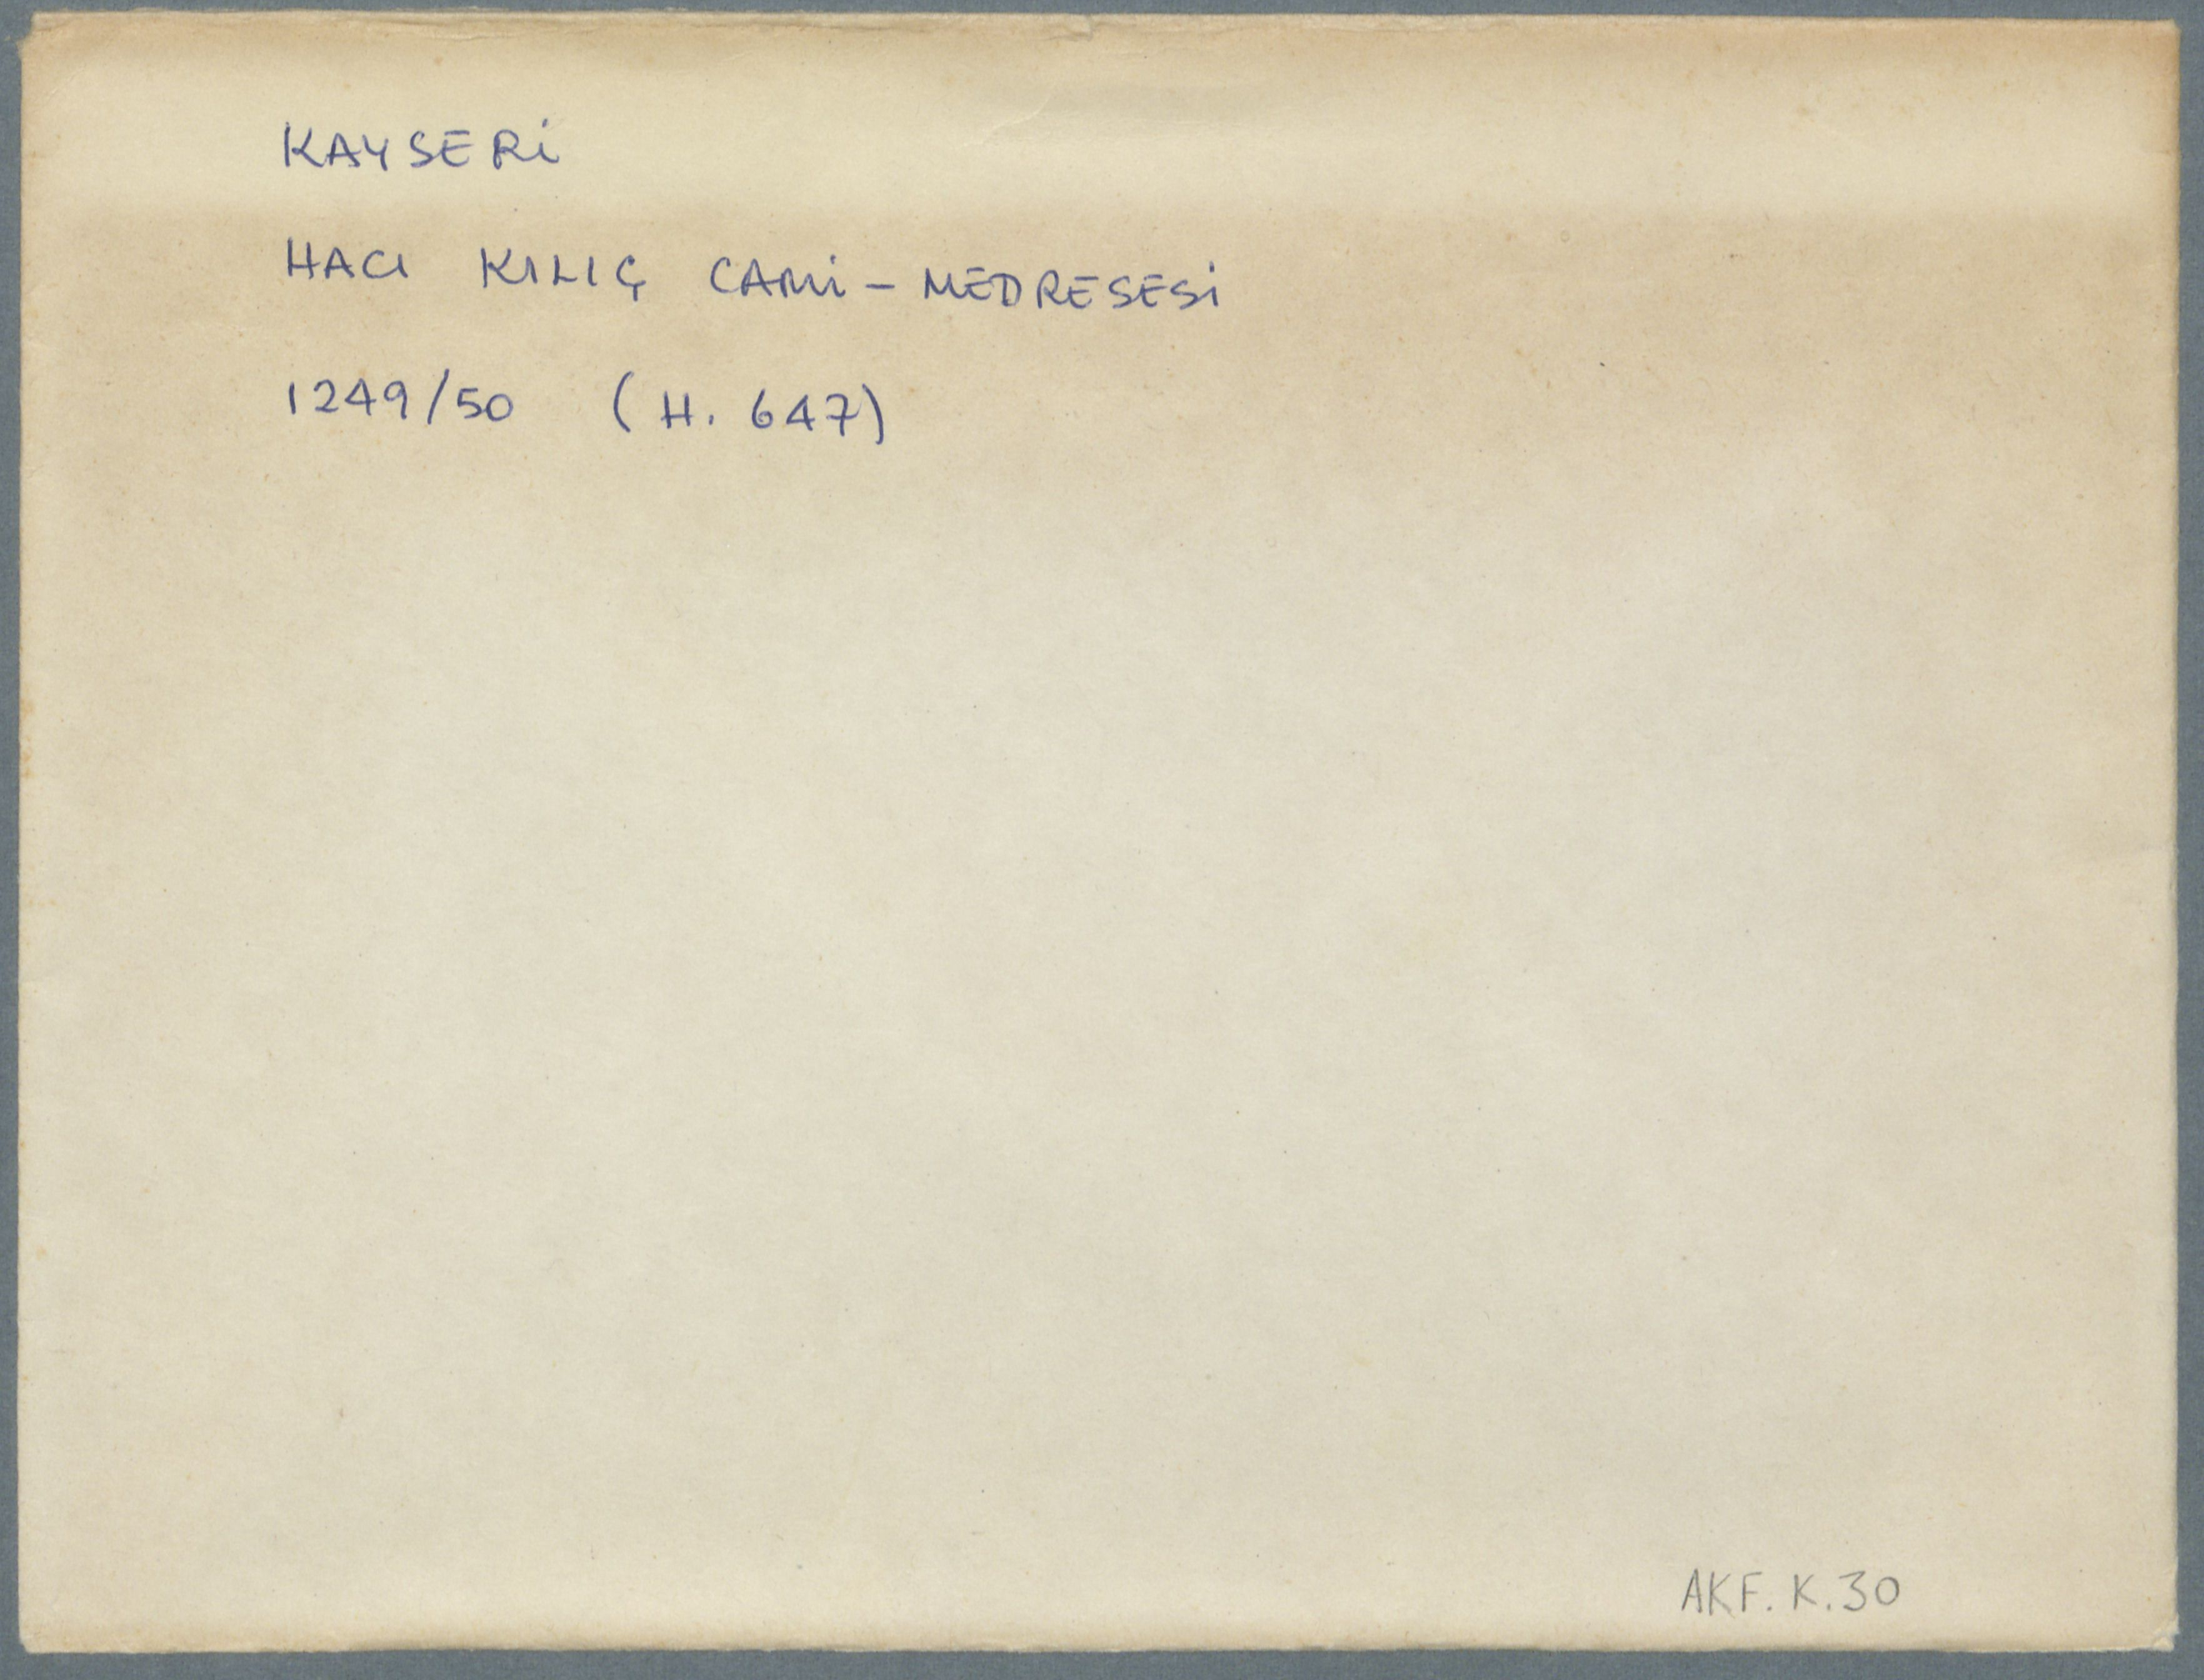 KAYSERİ
HACI KILIÇ CAMİ - MEDRESESİ
1249/50 (H. 647)
AKF. K. 30